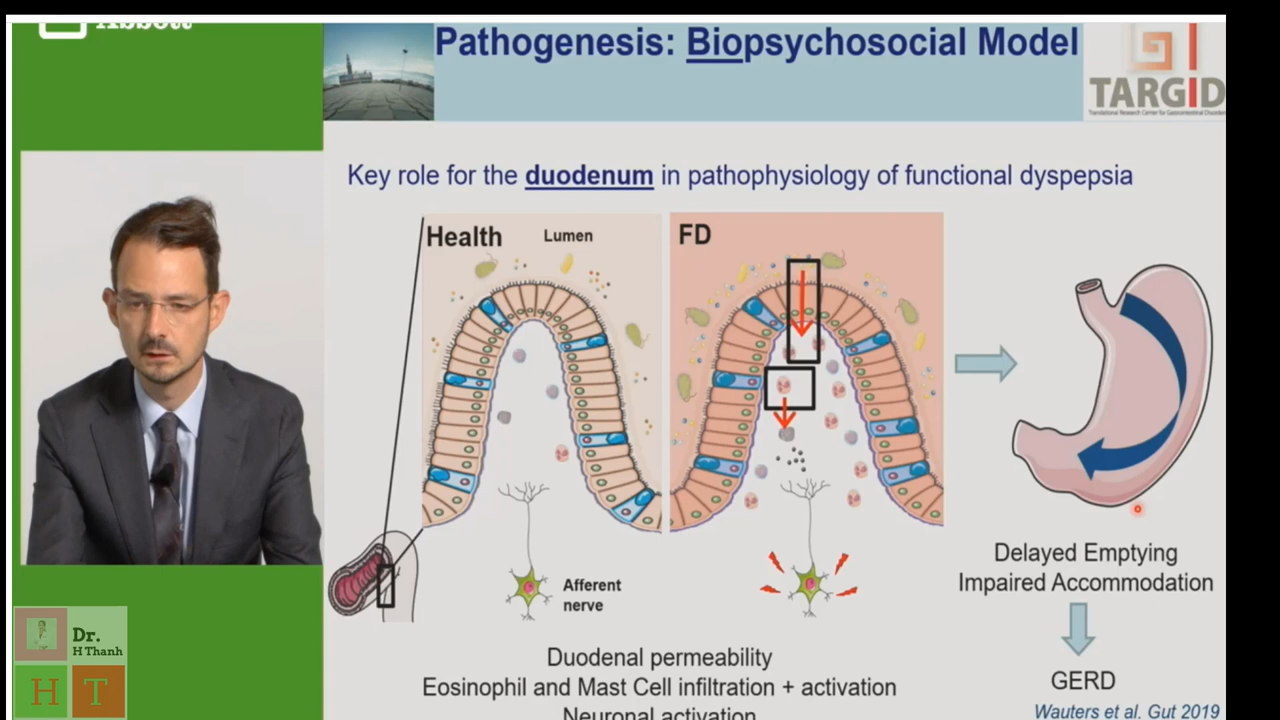 Abbott
Pathogenesis: Biopsychosocial Model
TARGID
Translational Research Center for Gastrointestinal Disorders
Key role for the duodenum in pathophysiology of functional dyspepsia
Health
Lumen
FD
Afferent
nerve
Delayed Emptying
Impaired Accommodation
GERD
Duodenal permeability
Eosinophil and Mast Cell infiltration + activation
Neuronal activation
Wauters et al. Gut 2019
Dr.
H Thanh
H T